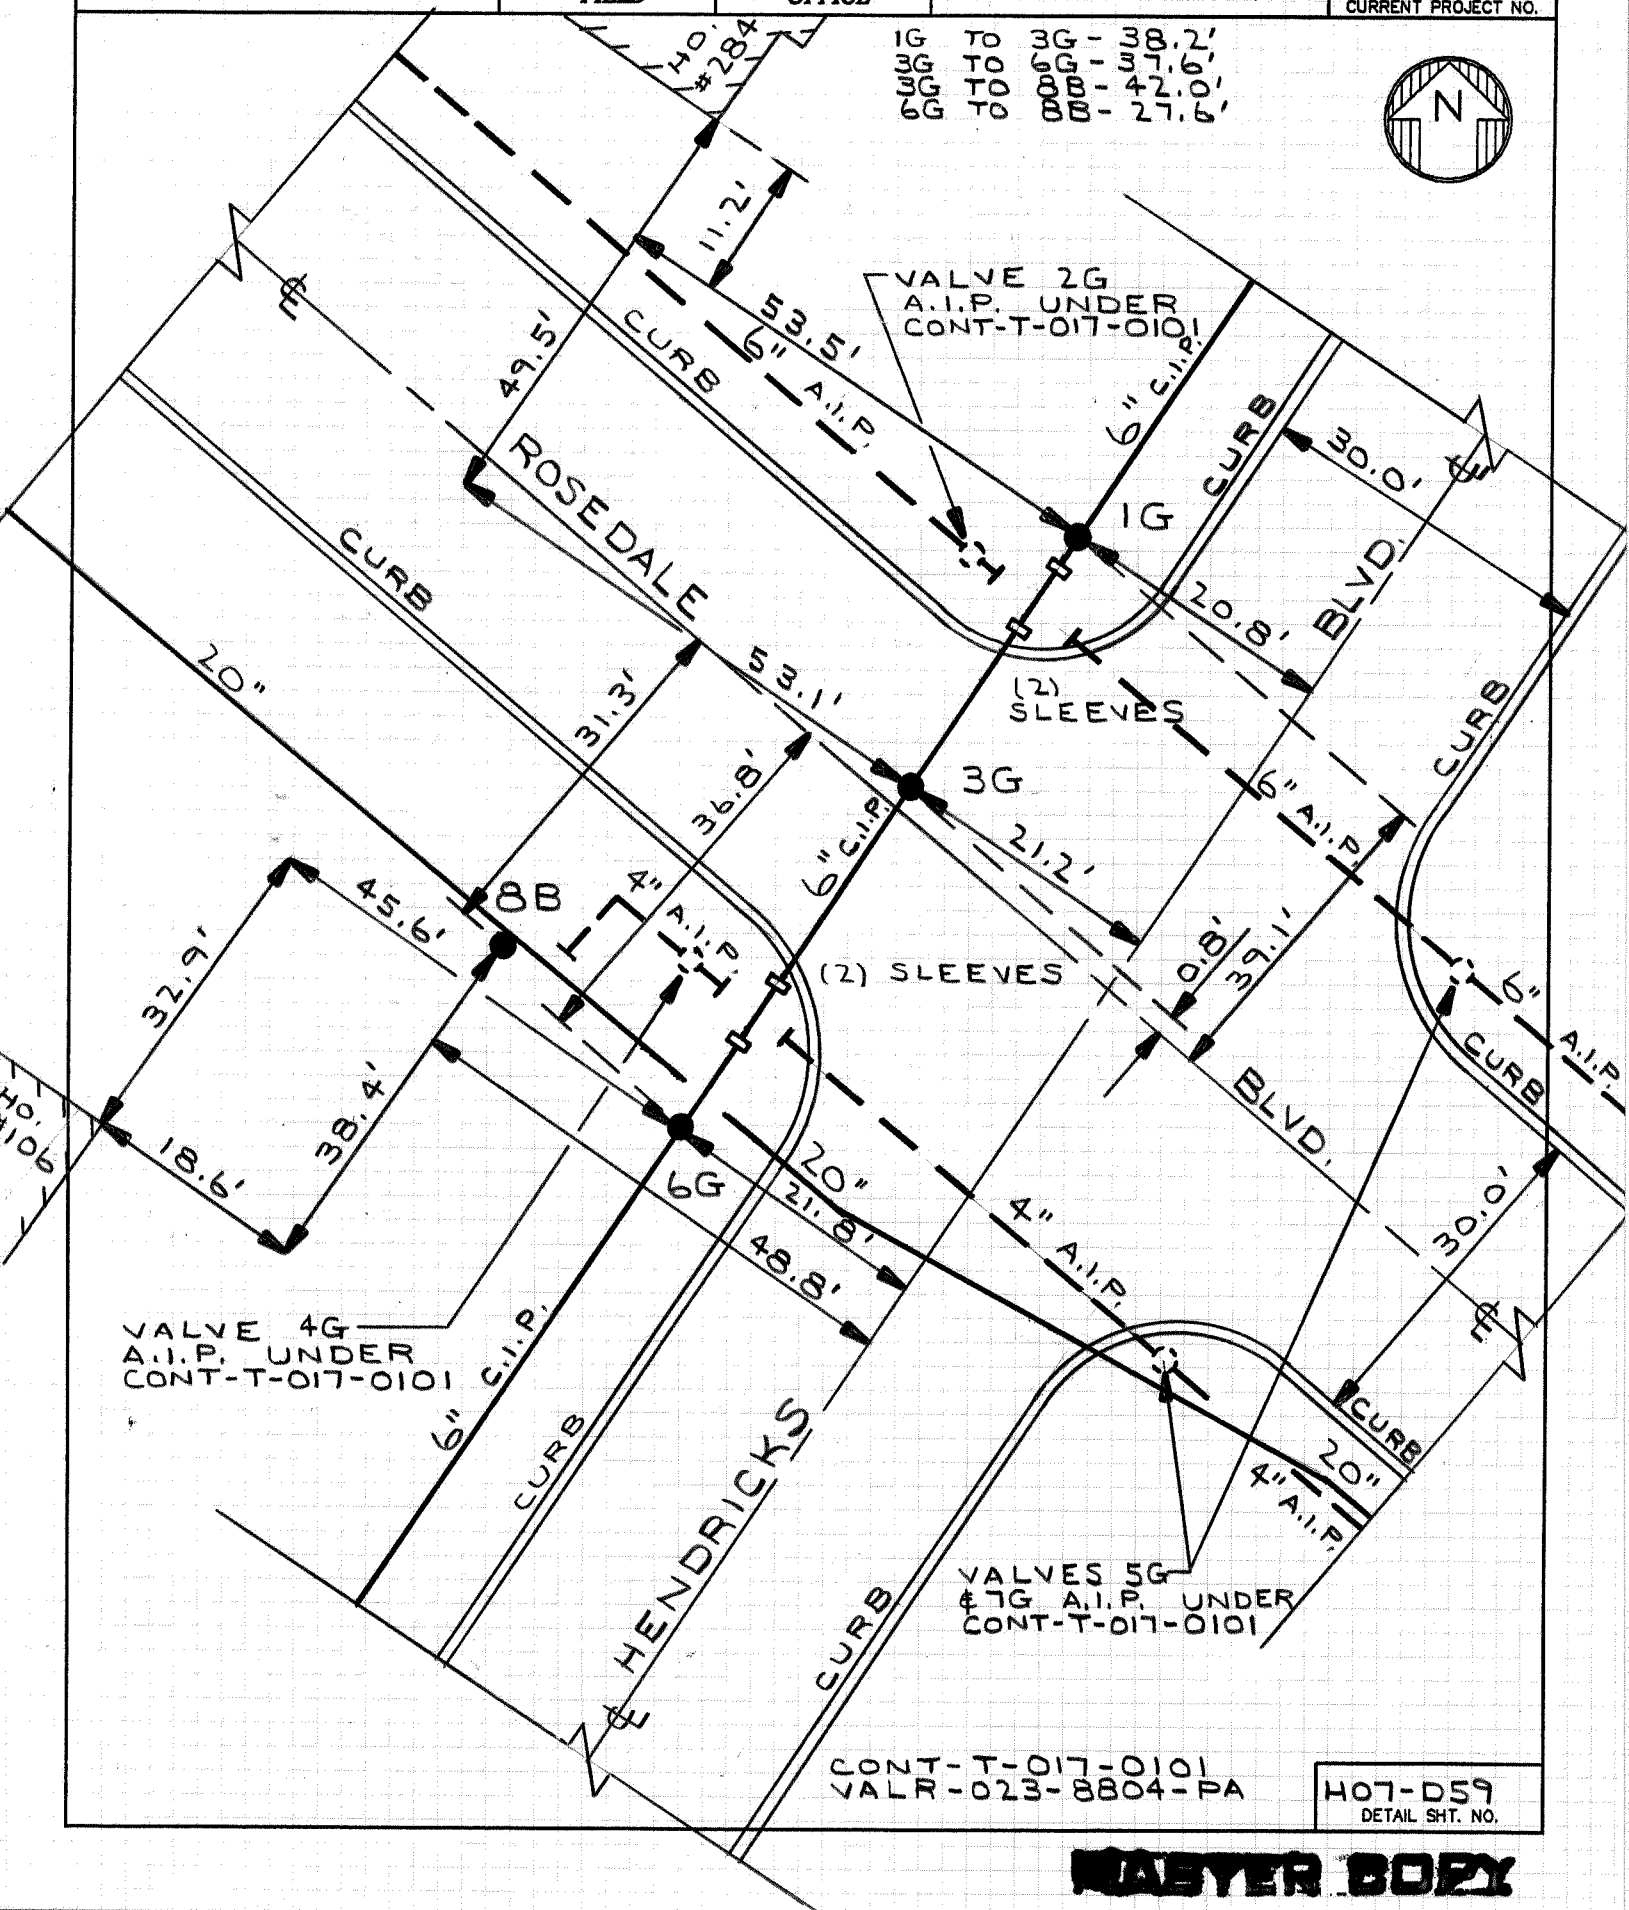 CURRENT PROJECT NO.
1G TO 3G - 38.2'
3G TO 6G - 37.6'
3G TO 8B - 42.0'
6G TO 8B - 27.6'
N
HO.
#284
11.2'
49.5'
53.5'
6" A.I.P.
CURB
VALVE 2G
A.I.P. UNDER
CONT-T-017-0101
6" C.I.P.
CURB
30.0'
℄
℄
ROSEDALE
1G
BLVD.
20.8'
CURB
20"
31.3'
53.1'
(2)
SLEEVES
CURB
36.8'
3G
6" C.I.P.
21.2'
6" A.I.P.
8B
45.6'
4" A.I.P.
(2) SLEEVES
0.8'
39.1'
6" A.I.P.
CURB
32.9'
38.4'
HO.
#106
18.6'
6G
20"
21.8'
48.8'
BLVD.
4" A.I.P.
30.0'
℄
VALVE 4G
A.I.P. UNDER
CONT-T-017-0101
6" C.I.P.
CURB
HENDRICKS
℄
CURB
CURB
20"
4" A.I.P.
VALVES 5G
& 7G A.I.P. UNDER
CONT-T-017-0101
CONT-T-017-0101
VALR-023-8804-PA
H07-D59
DETAIL SHT. NO.
MASTER COPY